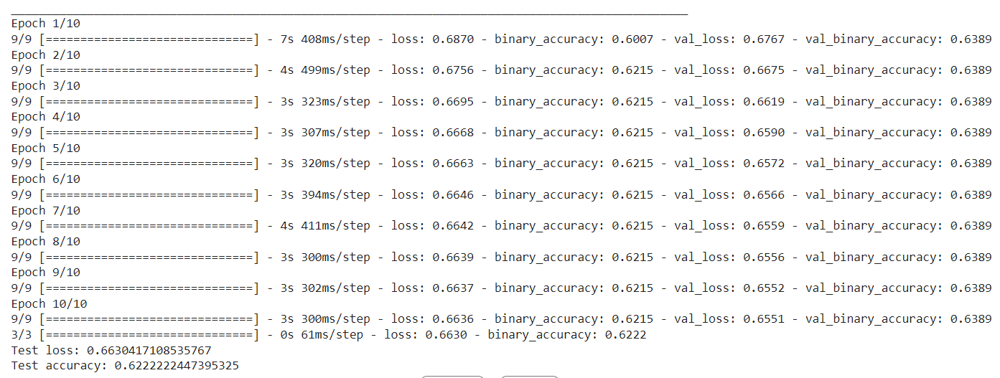 Epoch 1/10
9/9 [==============================] - 7s 408ms/step - loss: 0.6870 - binary_accuracy: 0.6007 - val_loss: 0.6767 - val_binary_accuracy: 0.6389
Epoch 2/10
9/9 [==============================] - 4s 499ms/step - loss: 0.6756 - binary_accuracy: 0.6215 - val_loss: 0.6675 - val_binary_accuracy: 0.6389
Epoch 3/10
9/9 [==============================] - 3s 323ms/step - loss: 0.6695 - binary_accuracy: 0.6215 - val_loss: 0.6619 - val_binary_accuracy: 0.6389
Epoch 4/10
9/9 [==============================] - 3s 307ms/step - loss: 0.6668 - binary_accuracy: 0.6215 - val_loss: 0.6590 - val_binary_accuracy: 0.6389
Epoch 5/10
9/9 [==============================] - 3s 320ms/step - loss: 0.6663 - binary_accuracy: 0.6215 - val_loss: 0.6572 - val_binary_accuracy: 0.6389
Epoch 6/10
9/9 [==============================] - 3s 394ms/step - loss: 0.6646 - binary_accuracy: 0.6215 - val_loss: 0.6566 - val_binary_accuracy: 0.6389
Epoch 7/10
9/9 [==============================] - 4s 411ms/step - loss: 0.6642 - binary_accuracy: 0.6215 - val_loss: 0.6559 - val_binary_accuracy: 0.6389
Epoch 8/10
9/9 [==============================] - 3s 300ms/step - loss: 0.6639 - binary_accuracy: 0.6215 - val_loss: 0.6556 - val_binary_accuracy: 0.6389
Epoch 9/10
9/9 [==============================] - 3s 302ms/step - loss: 0.6637 - binary_accuracy: 0.6215 - val_loss: 0.6552 - val_binary_accuracy: 0.6389
Epoch 10/10
9/9 [==============================] - 3s 300ms/step - loss: 0.6636 - binary_accuracy: 0.6215 - val_loss: 0.6551 - val_binary_accuracy: 0.6389
3/3 [==============================] - 0s 61ms/step - loss: 0.6630 - binary_accuracy: 0.6222
Test loss: 0.6630417108535767
Test accuracy: 0.6222222447395325